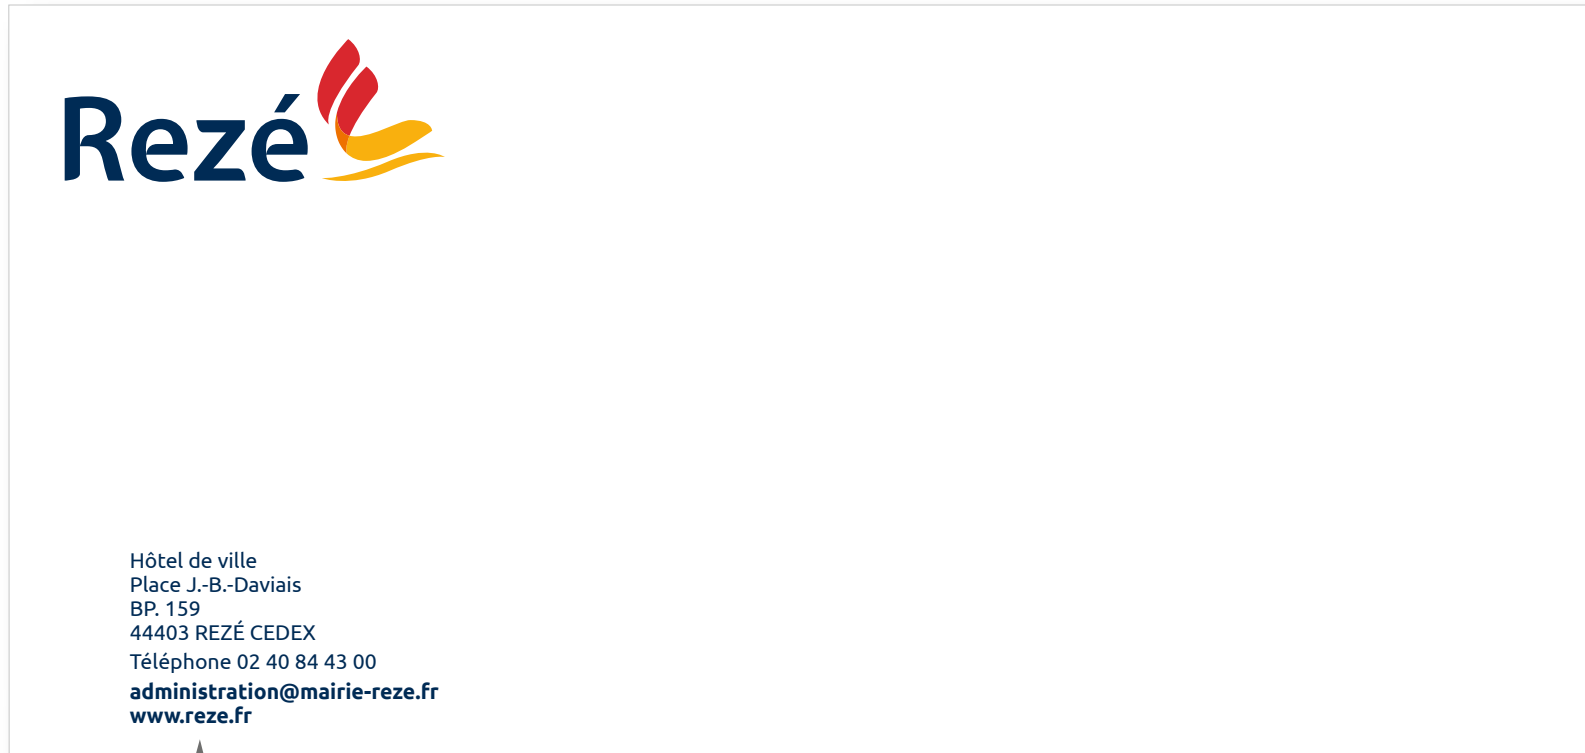 Rezé
Hôtel de ville
Place J.-B.-Daviais
BP. 159
44403 REZÉ CEDEX
Téléphone 02 40 84 43 00
administration@mairie-reze.fr
www.reze.fr